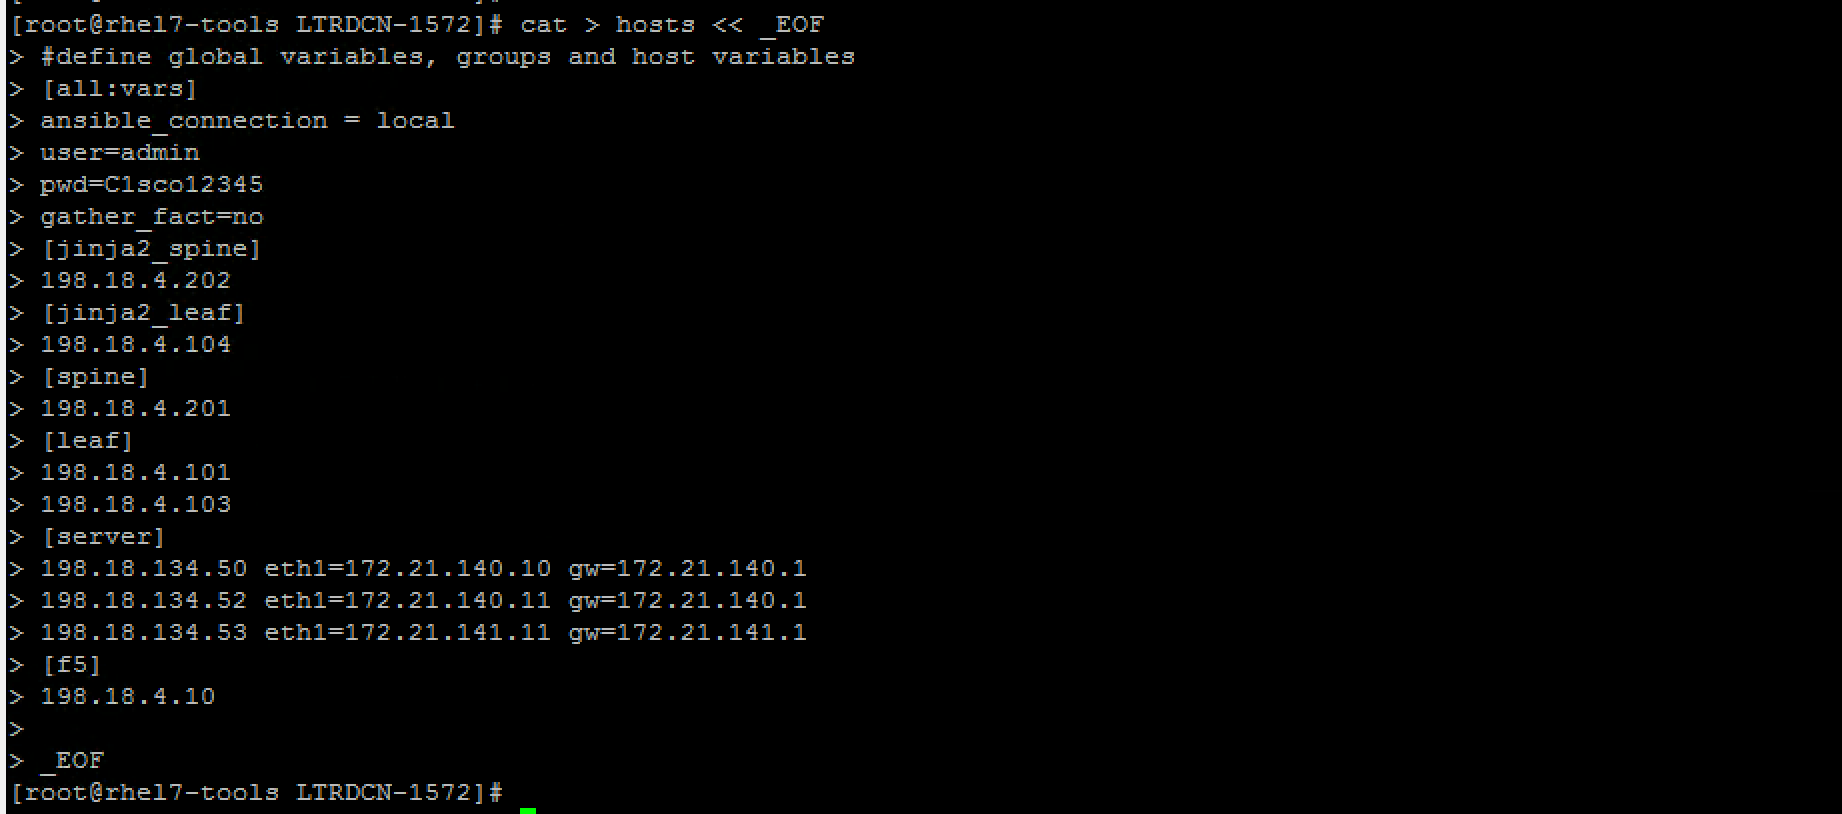 [root@rhel7-tools LTRDCN-1572]# cat > hosts << _EOF
> #define global variables, groups and host variables
> [all:vars]
> ansible_connection = local
> user=admin
> pwd=C1sco12345
> gather_fact=no
> [jinja2_spine]
> 198.18.4.202
> [jinja2_leaf]
> 198.18.4.104
> [spine]
> 198.18.4.201
> [leaf]
> 198.18.4.101
> 198.18.4.103
> [server]
> 198.18.134.50 eth1=172.21.140.10 gw=172.21.140.1
> 198.18.134.52 eth1=172.21.140.11 gw=172.21.140.1
> 198.18.134.53 eth1=172.21.141.11 gw=172.21.141.1
> [f5]
> 198.18.4.10
>
> _EOF
[root@rhel7-tools LTRDCN-1572]#